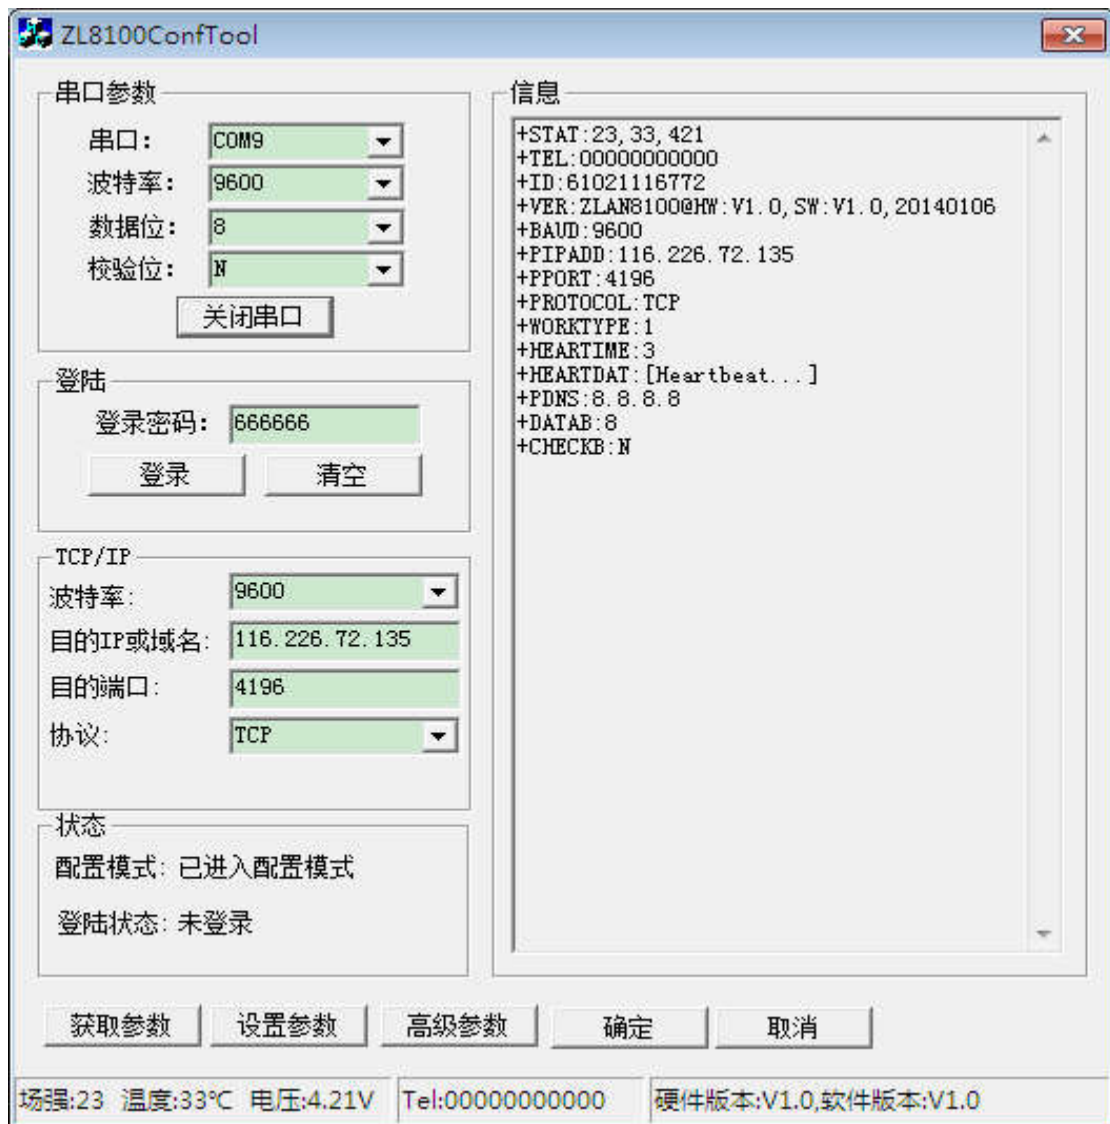 ZL8100ConfTool
串口参数
串口: COM9
波特率: 9600
数据位: 8
校验位: N
关闭串口
登陆
登录密码: 666666
登录 清空
TCP/IP
波特率: 9600
目的IP或域名: 116.226.72.135
目的端口: 4196
协议: TCP
状态
配置模式: 已进入配置模式
登陆状态: 未登录
信息
+STAT:23,33,421
+TEL:00000000000
+ID:61021116772
+VER:ZLAN8100@HW:V1.0,SW:V1.0,20140106
+BAUD:9600
+PIPADD:116.226.72.135
+PPORT:4196
+PROTOCOL:TCP
+WORKTYPE:1
+HEARTIME:3
+HEARTDAT:[Heartbeat...]
+PDNS:8.8.8.8
+DATAB:8
+CHECKB:N
获取参数 设置参数 高级参数 确定 取消
场强:23 温度:33℃ 电压:4.21V Tel:00000000000 硬件版本:V1.0,软件版本:V1.0